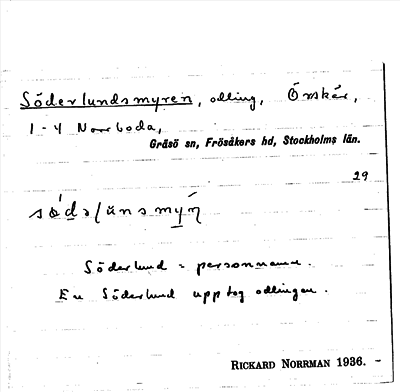 Söderlundsmyren, odling, Örskär,
1-4 Norrboda,
Gräsö sn, Frösåkers hd, Stockholms län.
29
Söderlund = personnamn.
En Söderlund upptog odlingen.
RICKARD NORRMAN 1936.